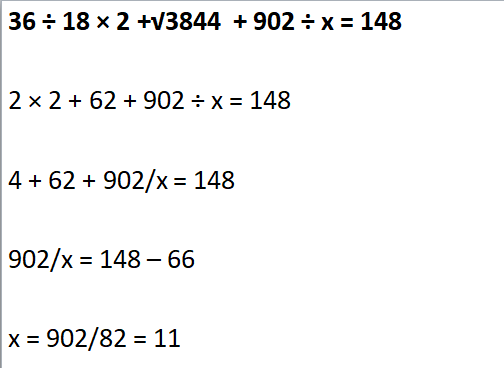 36 ÷ 18 × 2 +√3844  + 902 ÷ x = 148
2 × 2 + 62 + 902 ÷ x = 148
4 + 62 + 902/x = 148
902/x = 148 – 66
x = 902/82 = 11